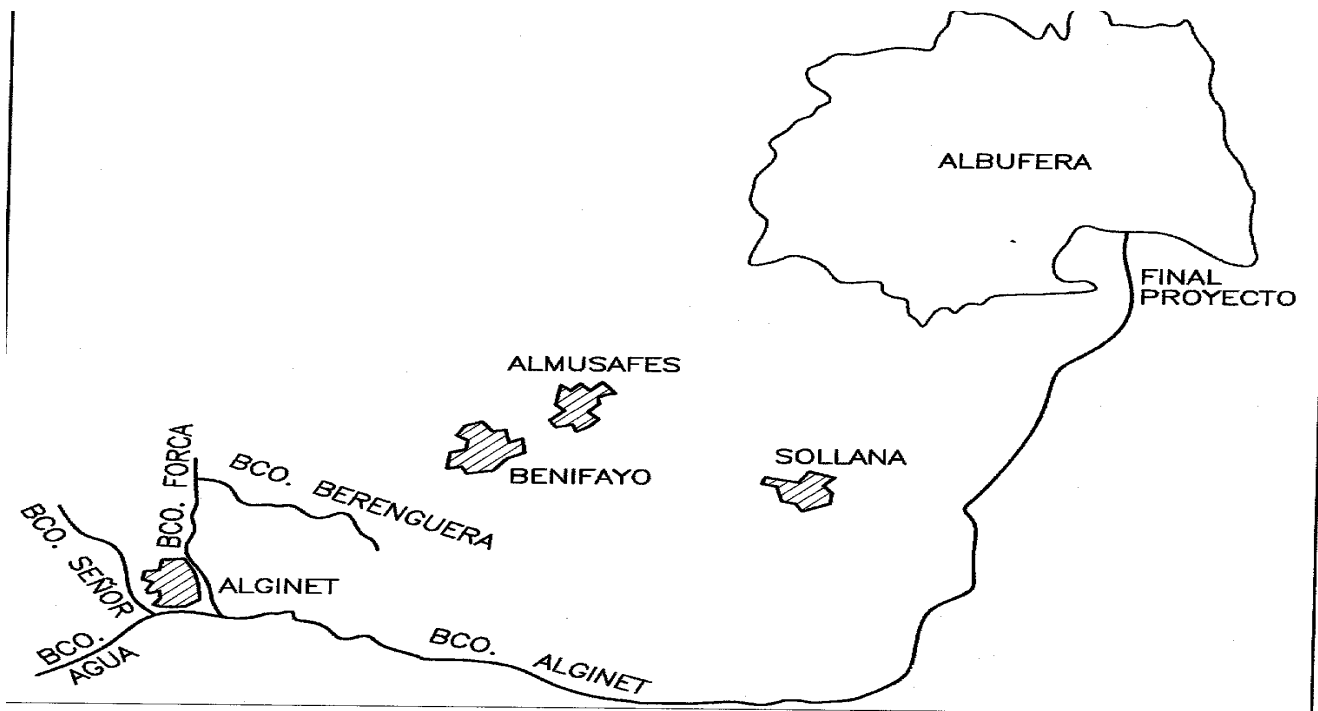 ALBUFERA
FINAL
PROYECTO
ALMUSAFES
BENIFAYO
SOLLANA
BCO. FORCA
BCO. BERENGUERA
BCO. SEÑOR
ALGINET
BCO. AGUA
BCO. ALGINET